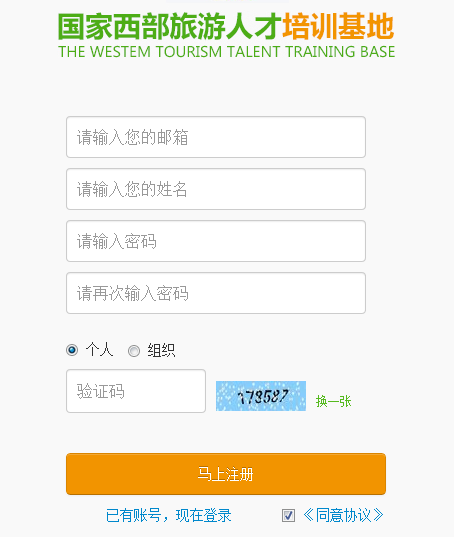 国家西部旅游人才培训基地
THE WESTEM TOURISM TALENT TRAINING BASE
请输入您的邮箱
请输入您的姓名
请输入密码
请再次输入密码
个人 组织
验证码 换一张
马上注册
已有账号，现在登录 《同意协议》